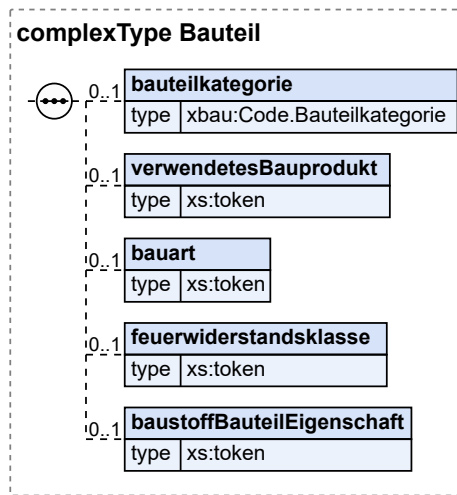 complexType Bauteil
0..1 bauteilkategorie
type xbau:Code.Bauteilkategorie
0..1 verwendetesBauprodukt
type xs:token
0..1 bauart
type xs:token
0..1 feuerwiderstandsklasse
type xs:token
0..1 baustoffBauteilEigenschaft
type xs:token